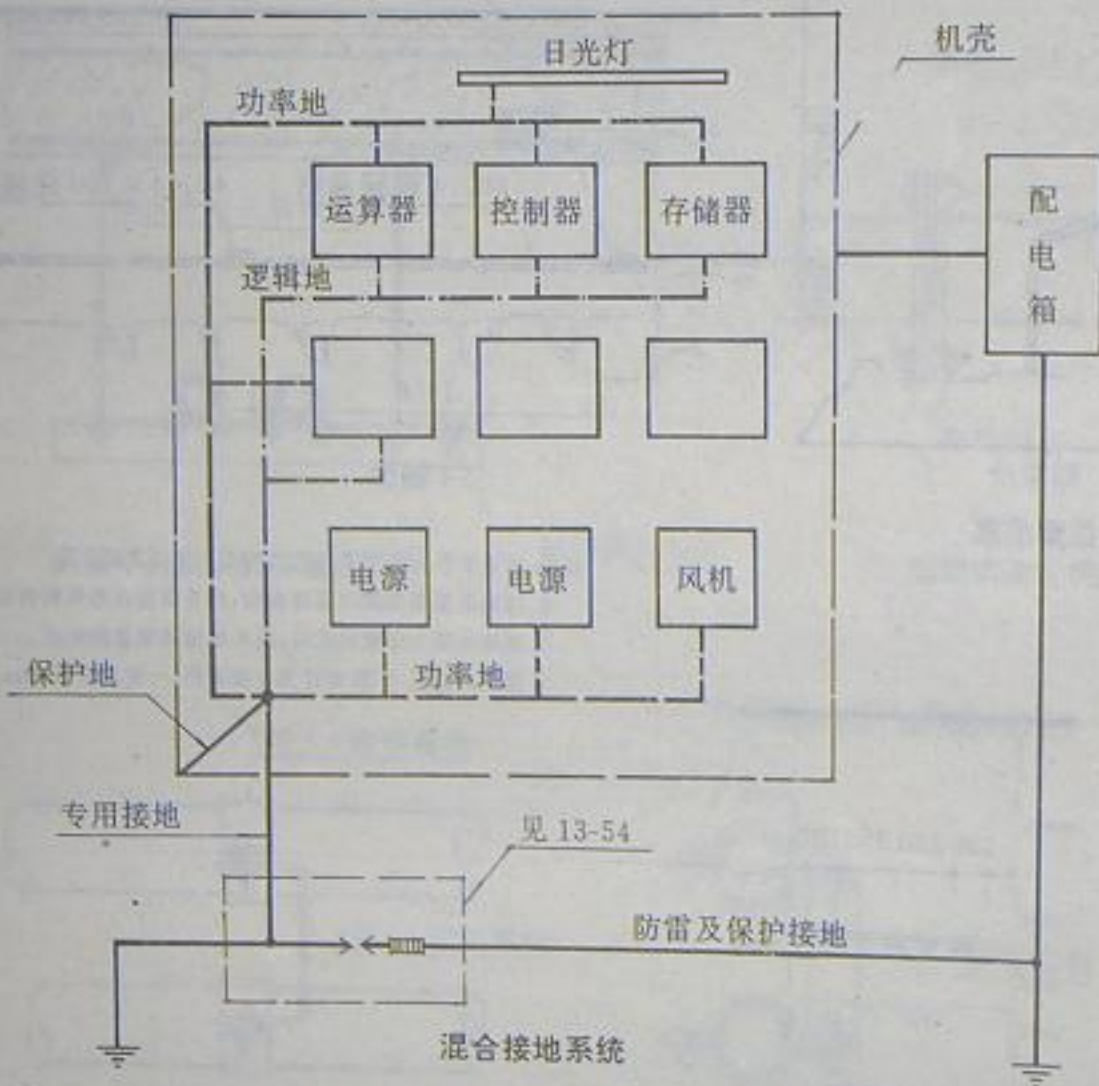 日光灯
机壳
功率地
运算器
控制器
存储器
配电箱
逻辑地
电源
电源
风机
保护地
功率地
专用接地
见 13-54
防雷及保护接地
混合接地系统